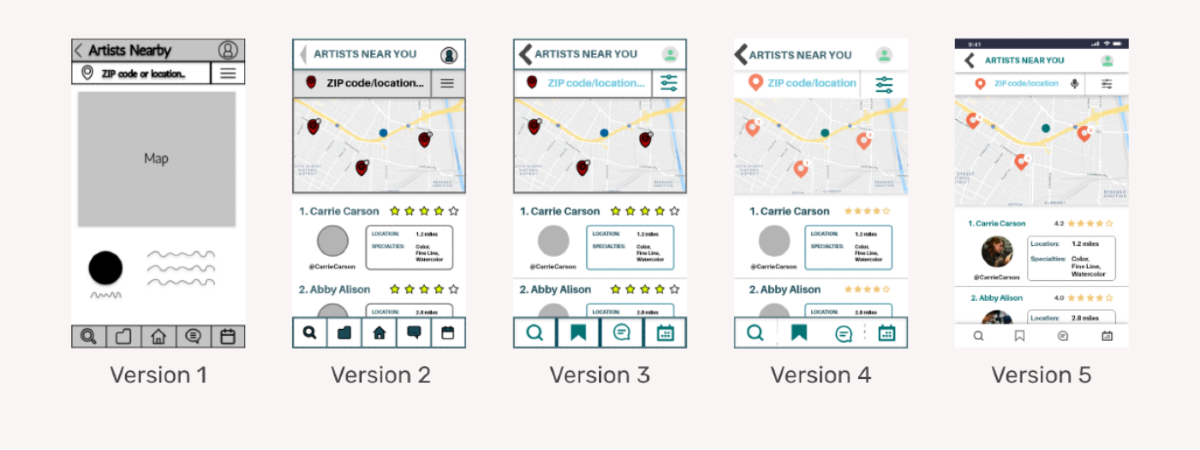 Artists Nearby
ZIP code or location..
Map
Version 1
ARTISTS NEAR YOU
ZIP code/location...
1. Carrie Carson
LOCATION: 1.2 miles
SPECIALTIES: Color,
Fine Line,
Watercolor
@CarrieCarson
2. Abby Alison
LOCATION: 2.8 miles
Version 2
ARTISTS NEAR YOU
ZIP code/location...
1. Carrie Carson
LOCATION: 1.2 miles
SPECIALTIES: Color,
Fine Line,
Watercolor
@CarrieCarson
2. Abby Alison
LOCATION: 2.8 miles
Version 3
ARTISTS NEAR YOU
ZIP code/location
1. Carrie Carson
LOCATION: 1.2 miles
SPECIALTIES: Color,
Fine Line,
Watercolor
@CarrieCarson
2. Abby Alison
LOCATION: 2.8 miles
Version 4
9:41
ARTISTS NEAR YOU
ZIP code/location
1. Carrie Carson 4.2
Location: 1.2 miles
Specialties: Color,
Fine Line,
Watercolor
@CarrieCarson
2. Abby Alison 4.0
Location: 2.8 miles
Version 5